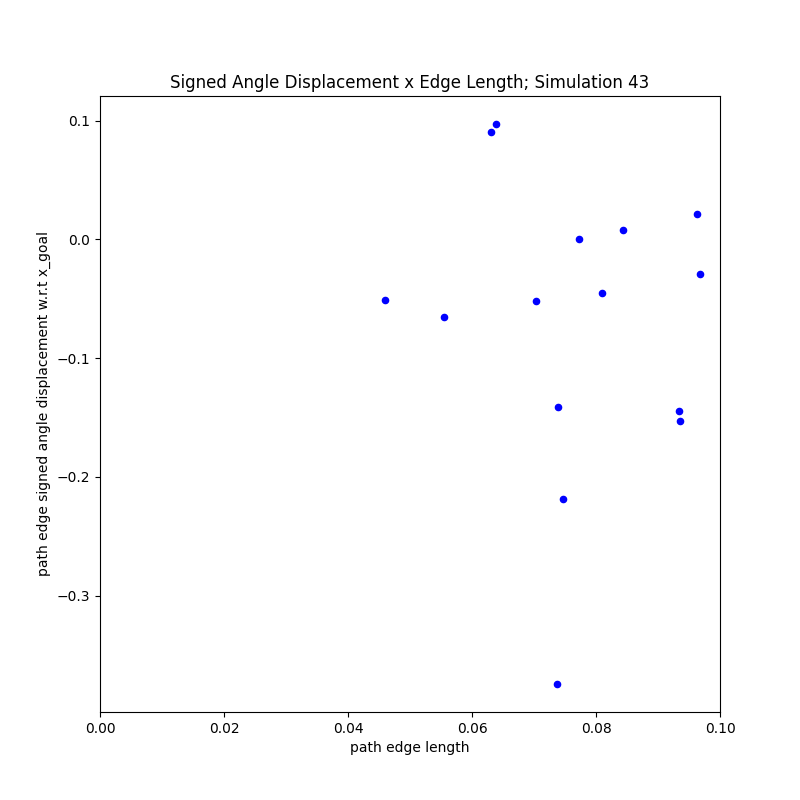 Signed Angle Displacement x Edge Length; Simulation 43
path edge signed angle displacement w.r.t x_goal
0.1
0.0
−0.1
−0.2
−0.3
0.00 0.02 0.04 0.06 0.08 0.10
path edge length